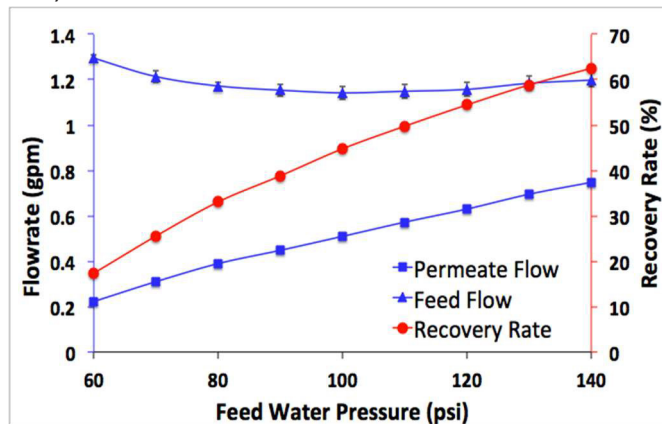 1.4
1.2
1
0.8
0.6
0.4
0.2
0
Flowrate (gpm)
70
60
50
40
30
20
10
0
Recovery Rate (%)
Permeate Flow
Feed Flow
Recovery Rate
60 80 100 120 140
Feed Water Pressure (psi)